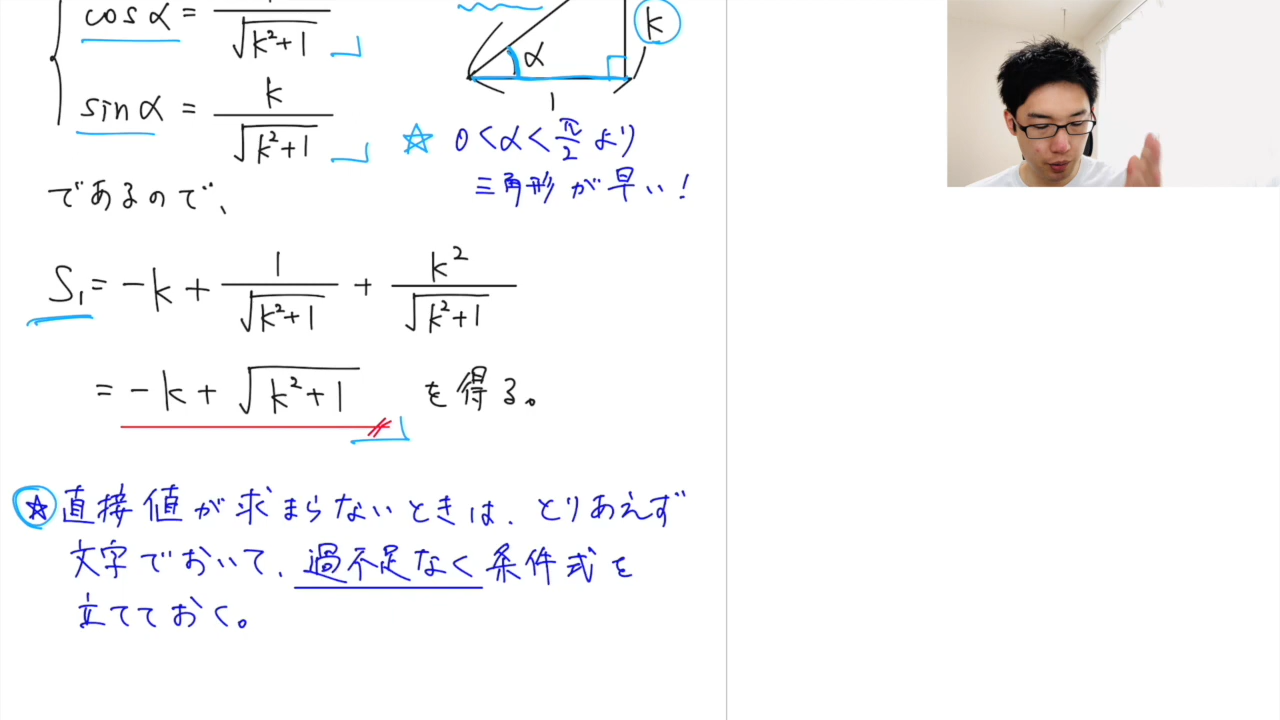 cos α = 1/√(k²+1)
k
α
1
sin α = k/√(k²+1)
☆ 0 < α < π/2 より
三角形が早い!
であるので、
S₁ = -k + 1/√(k²+1) + k²/√(k²+1)
= -k + √(k²+1) を得る。
☆ 直接値が求まらないときは、とりあえず
文字でおいて、過不足なく条件式を
立てておく。